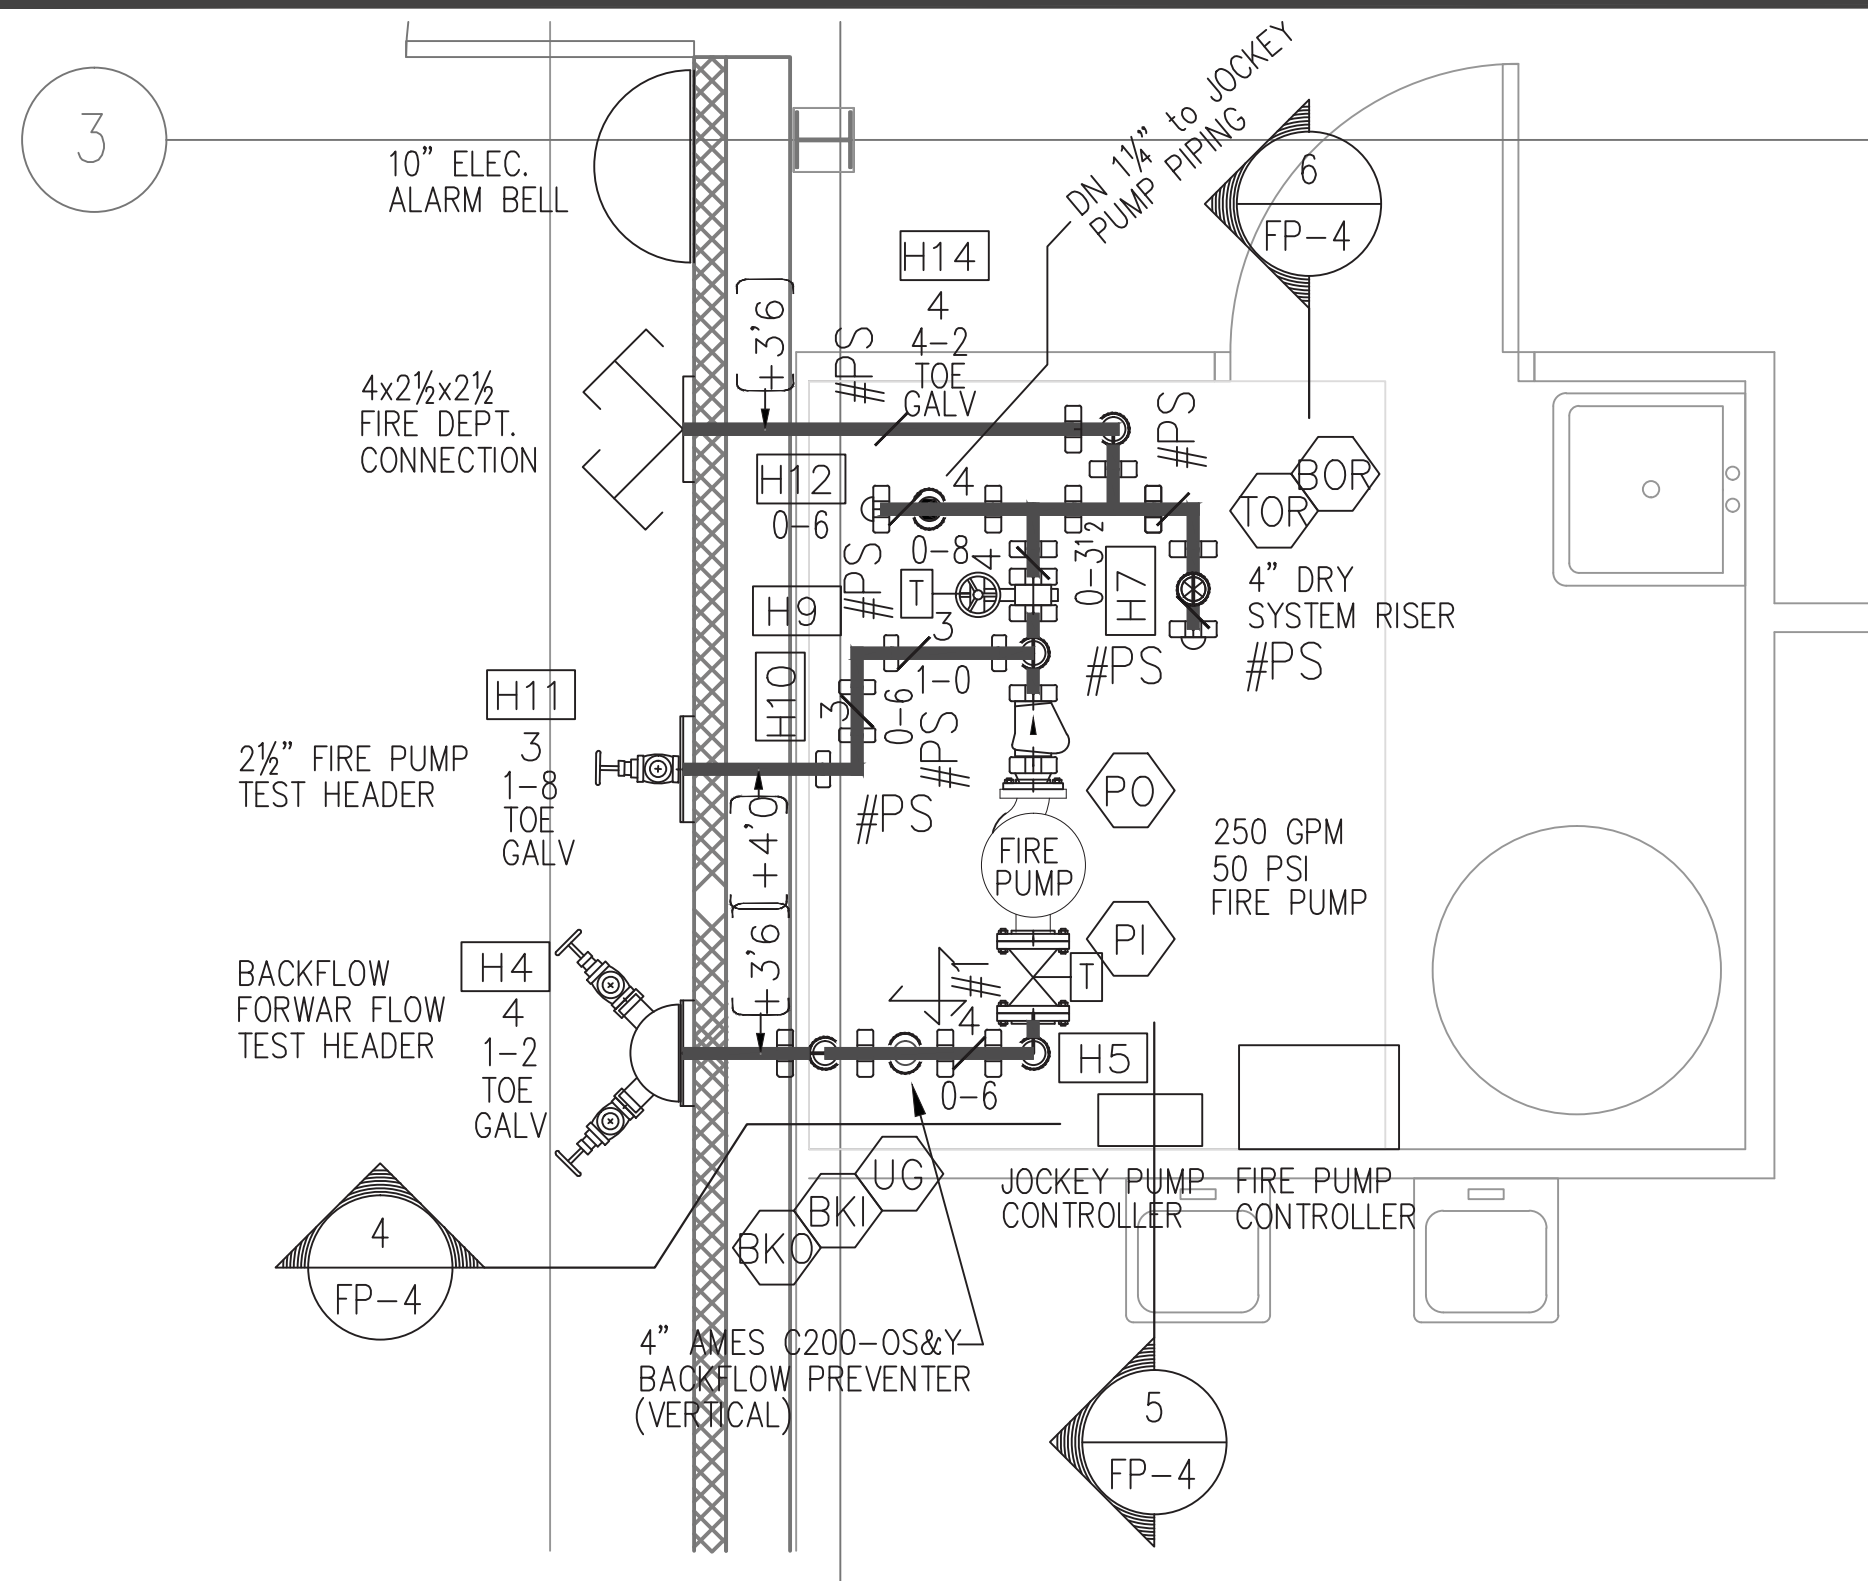 3
10" ELEC.
ALARM BELL
DN 1¼" to JOCKEY
PUMP PIPING
6
FP-4
H14
4
4-2
TOE
GALV
+3'6
#PS
#PS
4x2½x2½
FIRE DEPT.
CONNECTION
H12
0-6
4
0-8
BOR
TOR
#PS
4
T
0-3½
H7
4" DRY
SYSTEM RISER
#PS
H9
3
1-0
#PS
H10
3
0-6
#PS
H11
3
1-8
TOE
GALV
2½" FIRE PUMP
TEST HEADER
#PS
+4'0
PO
FIRE
PUMP
250 GPM
50 PSI
FIRE PUMP
PI
T
#1
+3'6
BACKFLOW
FORWAR FLOW
TEST HEADER
H4
4
1-2
TOE
GALV
4
0-6
H5
UG
BKI
BKO
JOCKEY PUMP
CONTROLLER
FIRE PUMP
CONTROLLER
4
FP-4
4" AMES C200-OS&Y
BACKFLOW PREVENTER
(VERTICAL)
5
FP-4